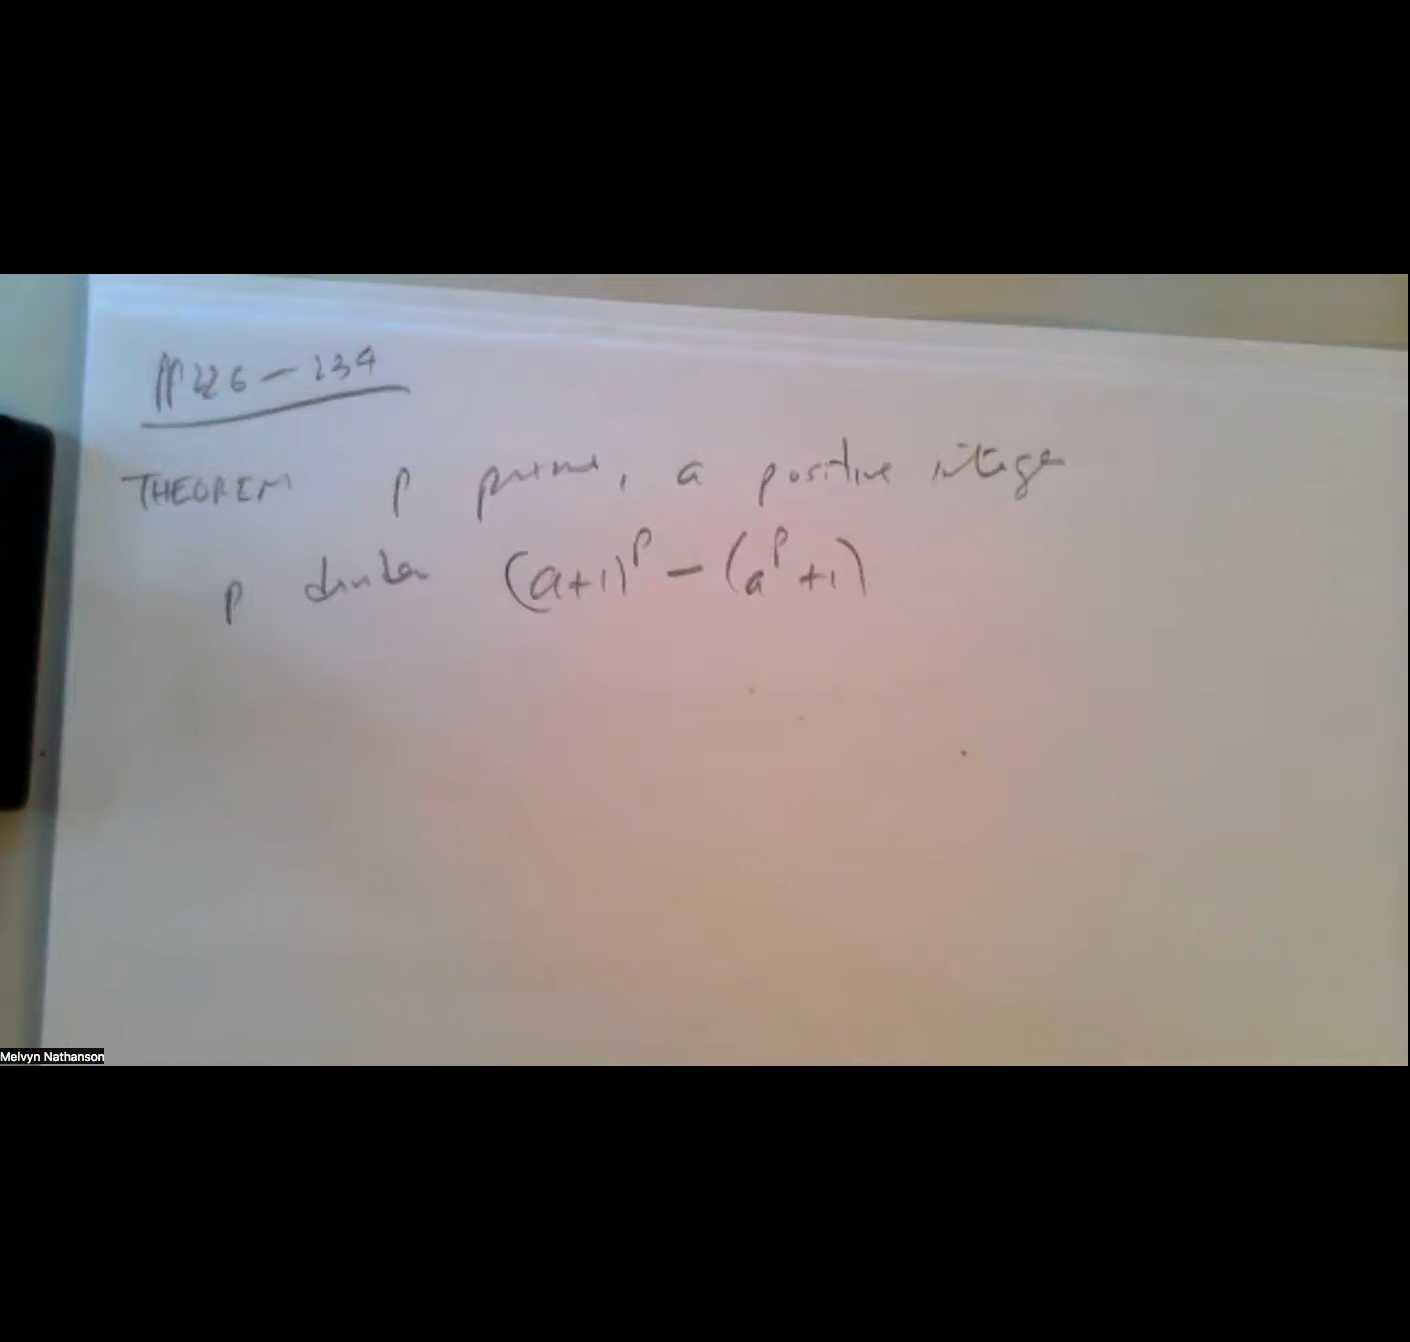 pp 226 - 234
THEOREM p prime, a positive integer
p divides (a+1)^p - (a^p + 1)
Melvyn Nathanson